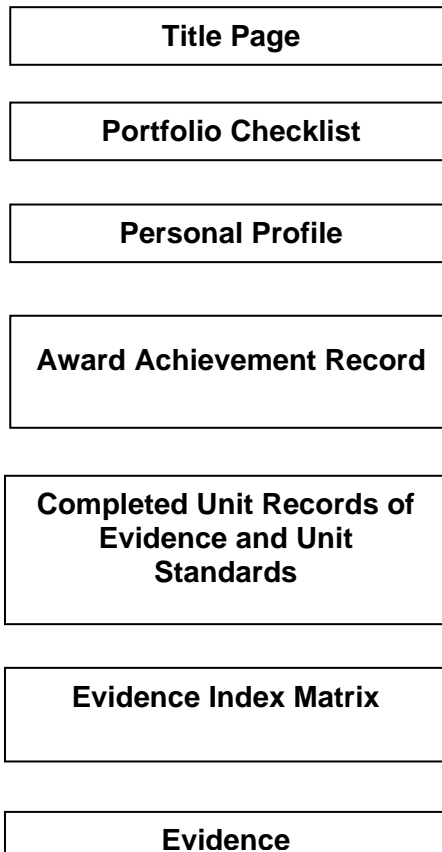 Title Page
Portfolio Checklist
Personal Profile
Award Achievement Record
Completed Unit Records of
Evidence and Unit
Standards
Evidence Index Matrix
Evidence